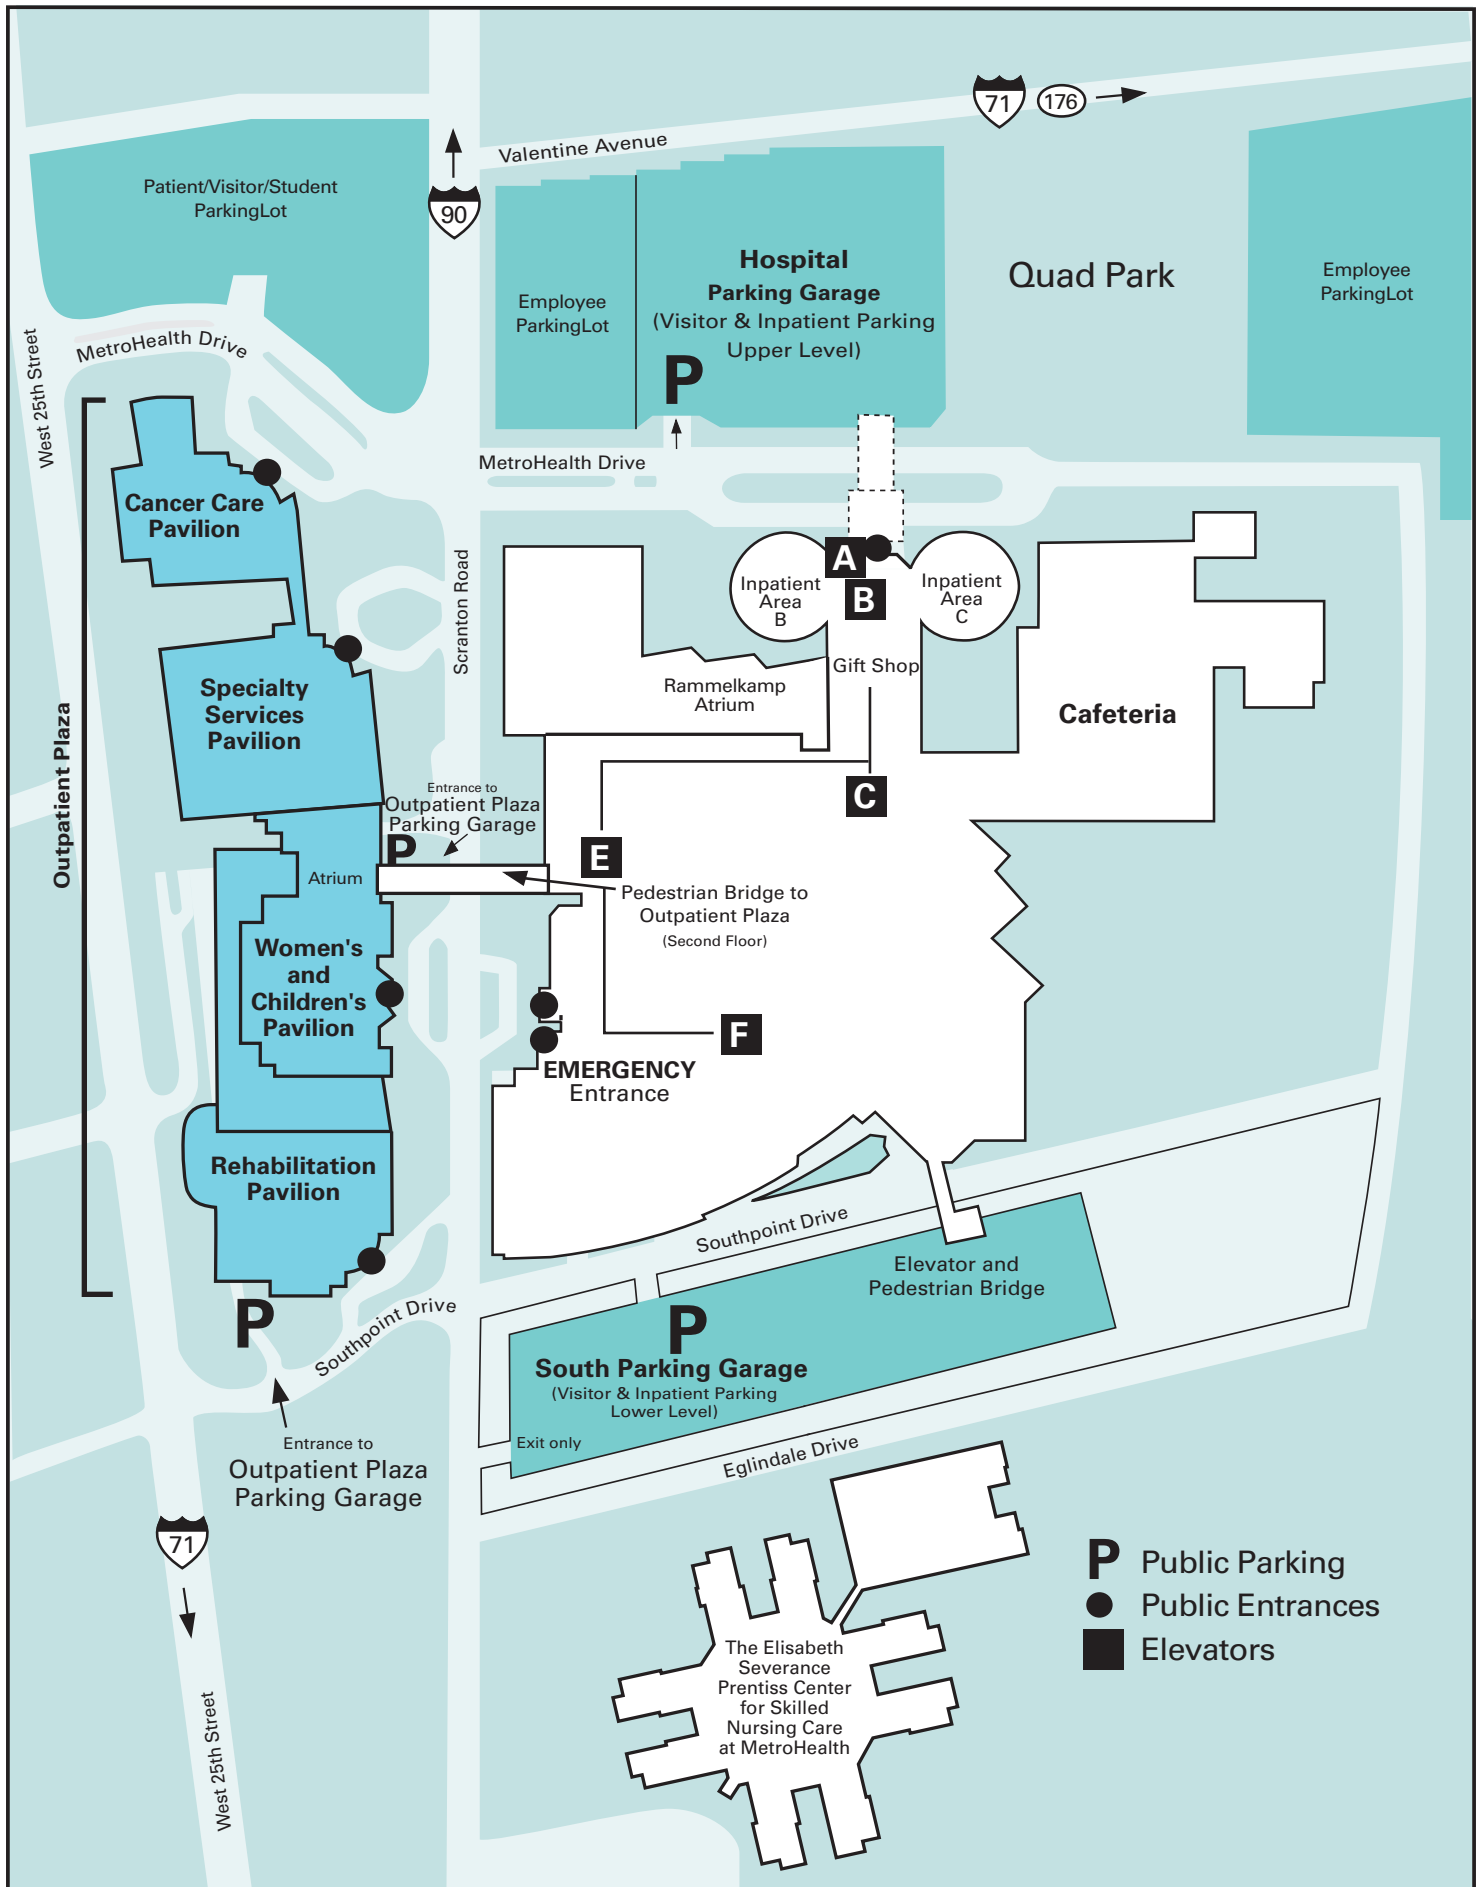 71
176
Valentine Avenue
Patient/Visitor/Student
ParkingLot
90
Hospital
Parking Garage
(Visitor & Inpatient Parking
Upper Level)
P
Employee
ParkingLot
Quad Park
Employee
ParkingLot
West 25th Street
MetroHealth Drive
MetroHealth Drive
Cancer Care
Pavilion
Scranton Road
A
B
Inpatient
Area
B
Inpatient
Area
C
Gift Shop
Rammelkamp
Atrium
Cafeteria
Specialty
Services
Pavilion
Outpatient Plaza
Entrance to
Outpatient Plaza
Parking Garage
P
C
E
Atrium
Pedestrian Bridge to
Outpatient Plaza
(Second Floor)
Women's
and
Children's
Pavilion
F
EMERGENCY
Entrance
Rehabilitation
Pavilion
Southpoint Drive
Elevator and
Pedestrian Bridge
P
Southpoint Drive
P
South Parking Garage
(Visitor & Inpatient Parking
Lower Level)
Exit only
Eglindale Drive
Entrance to
Outpatient Plaza
Parking Garage
71
West 25th Street
P Public Parking
Public Entrances
Elevators
The Elisabeth
Severance
Prentiss Center
for Skilled
Nursing Care
at MetroHealth